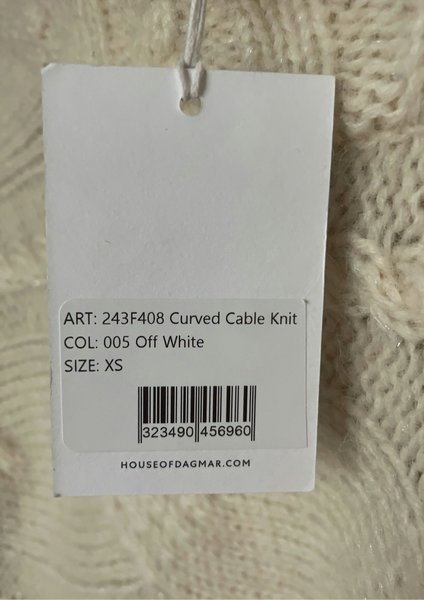 ART: 243F408 Curved Cable Knit
COL: 005 Off White
SIZE: XS
323490 456960
HOUSEOFDAGMAR.COM